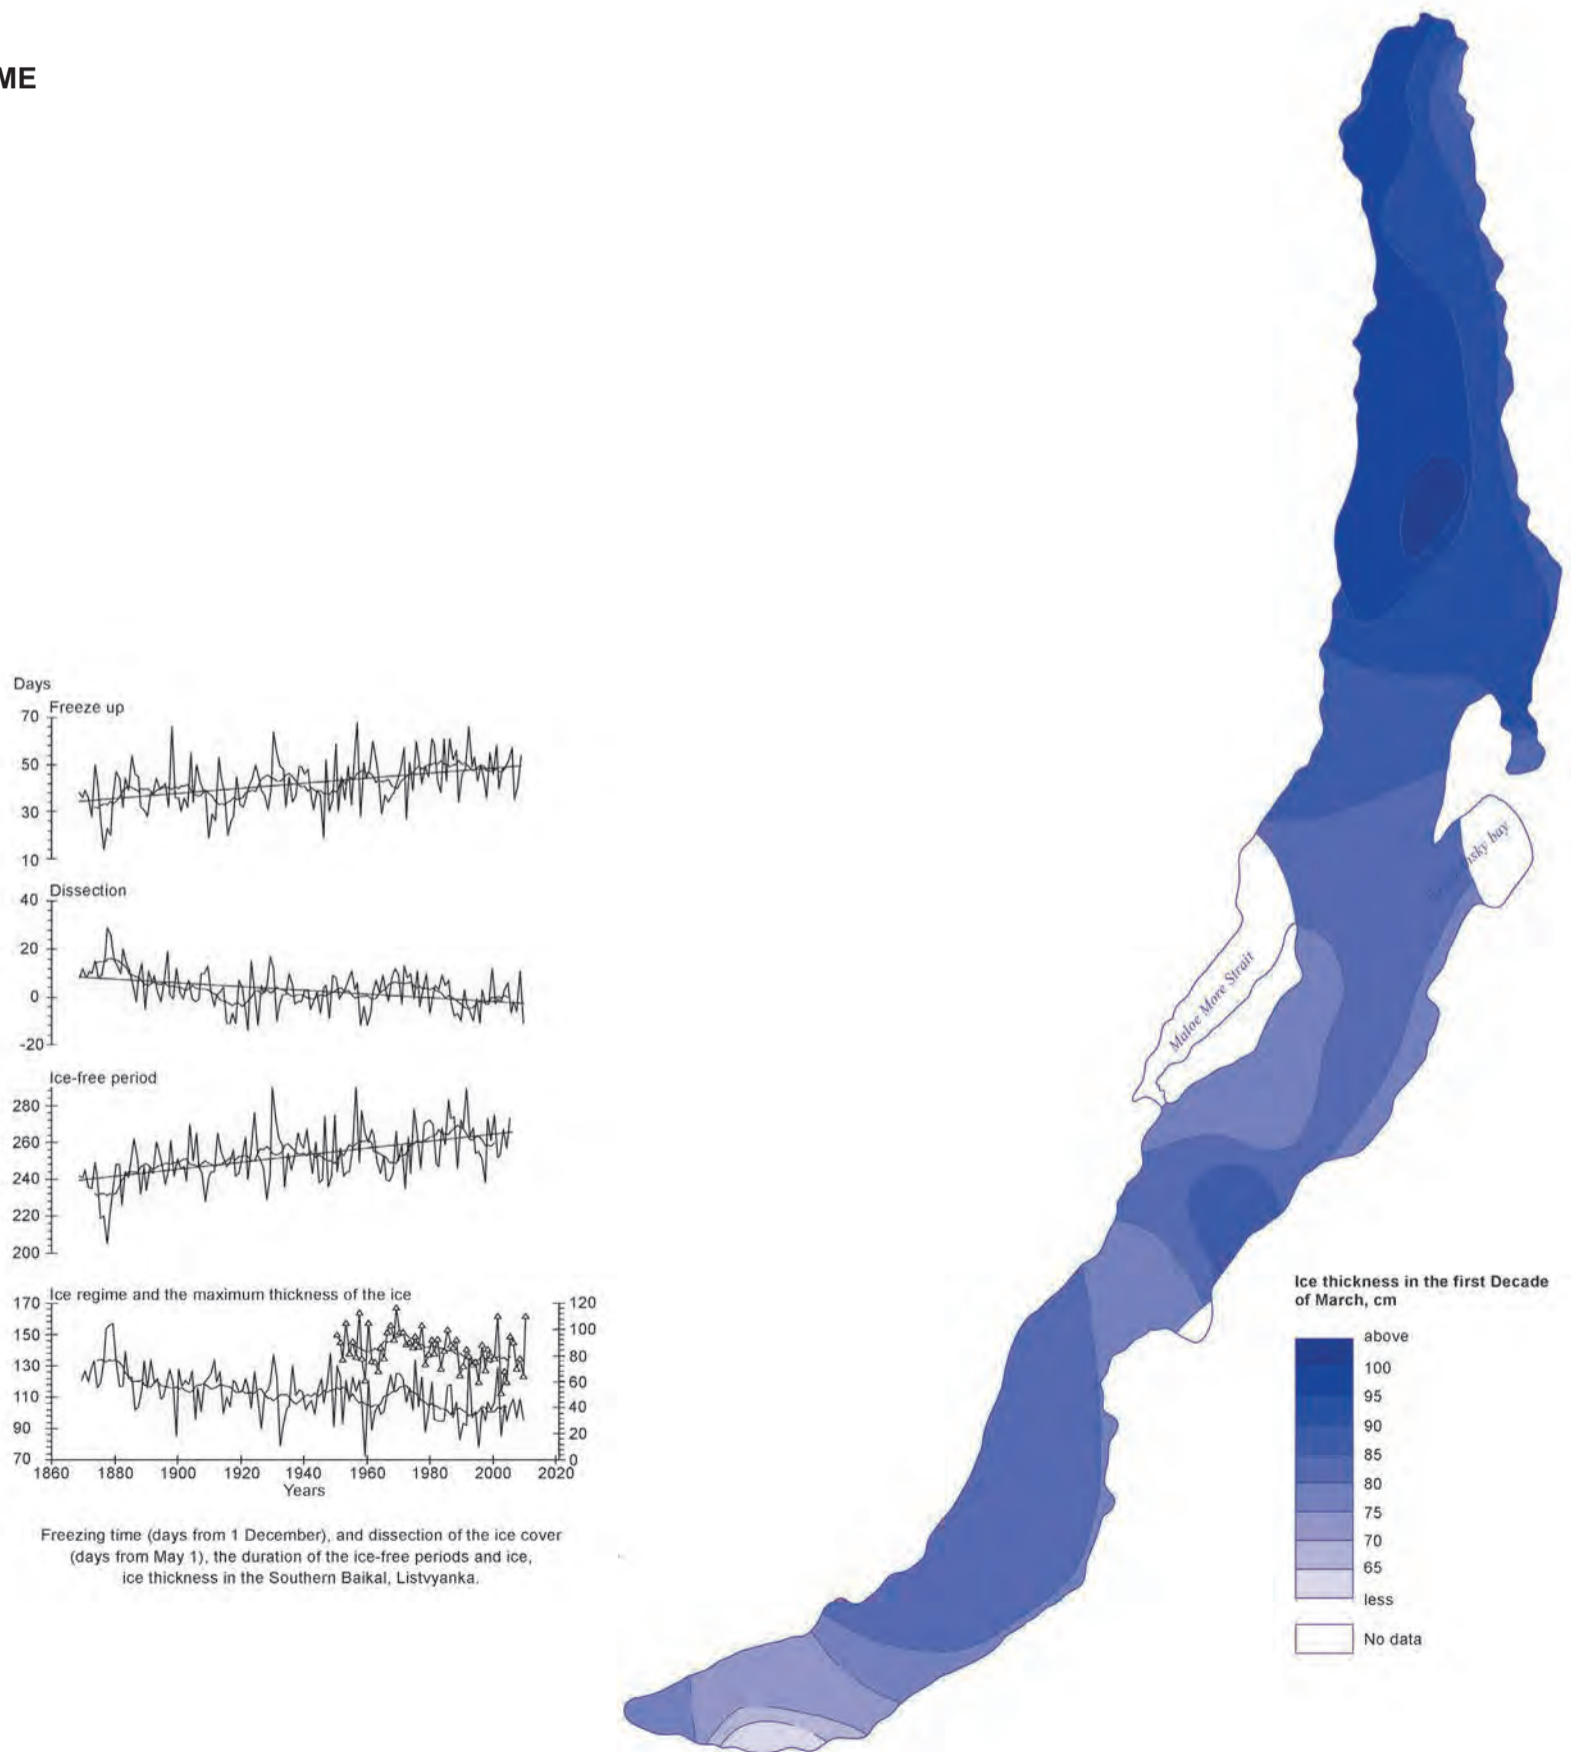 ME
Days
Freeze up
70
50
30
10
Dissection
40
20
0
-20
Ice-free period
280
260
240
220
200
Ice regime and the maximum thickness of the ice
170
150
130
110
90
70
120
100
80
60
40
20
0
1860 1880 1900 1920 1940 1960 1980 2000 2020
Years
Freezing time (days from 1 December), and dissection of the ice cover
(days from May 1), the duration of the ice-free periods and ice,
ice thickness in the Southern Baikal, Listvyanka.
nsky bay
Maloe More Strait
Ice thickness in the first Decade
of March, cm
above
100
95
90
85
80
75
70
65
less
No data